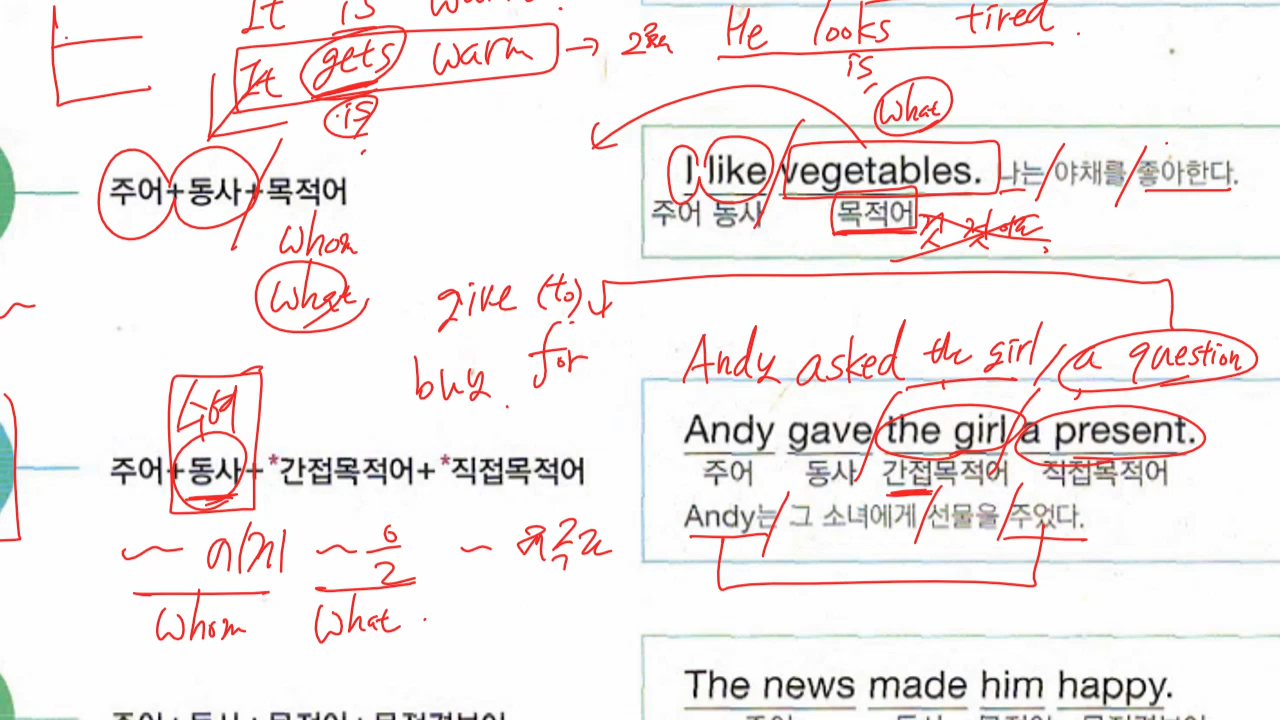 It is warm.
It gets warm →
is
He looks tired.
is
what
주어+동사+목적어
whom
what
I like vegetables. 나는 야채를 좋아한다.
주어 동사 목적어
give (to)
buy for
Andy asked the girl / a question
수여
주어+동사+*간접목적어+*직접목적어
Andy gave the girl a present.
주어 동사 간접목적어 직접목적어
Andy는 그 소녀에게 선물을 주었다.
~ 에게 ~ 을
whom what
The news made him happy.